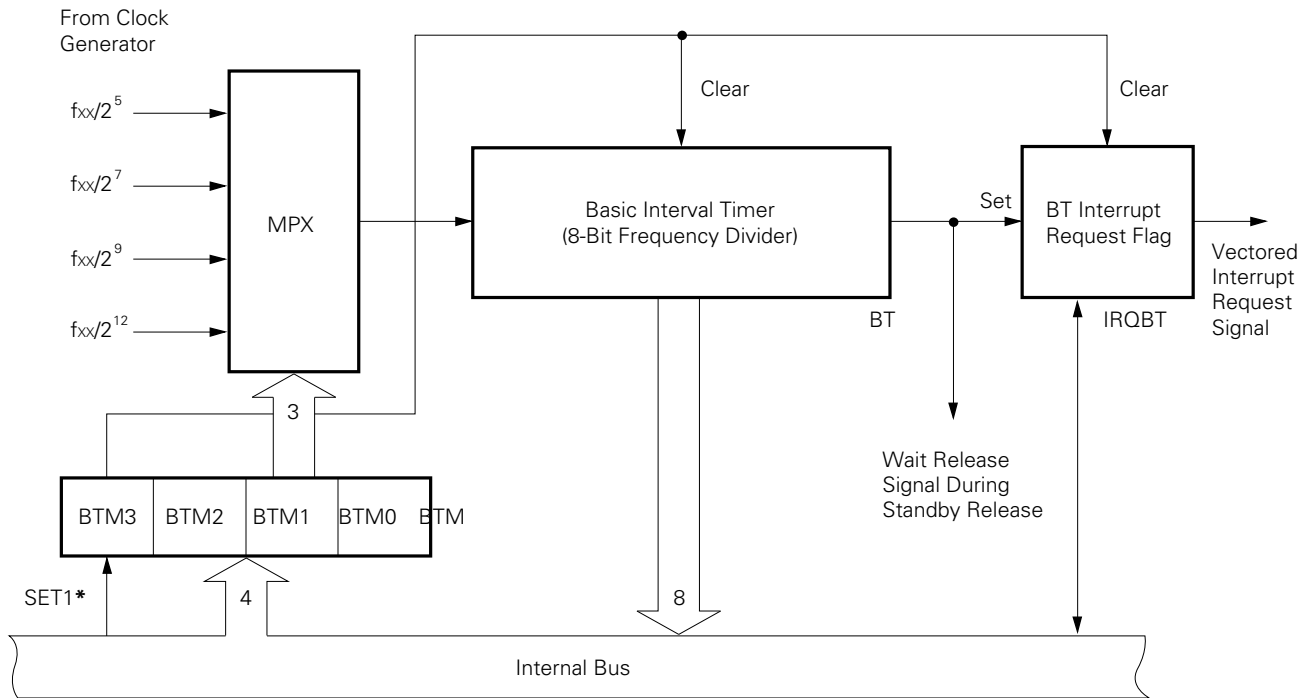 From Clock
Generator
fxx/2^5
fxx/2^7
fxx/2^9
fxx/2^12
MPX
3
Clear
Clear
Basic Interval Timer
(8-Bit Frequency Divider)
BT
Set
BT Interrupt
Request Flag
IRQBT
Vectored
Interrupt
Request
Signal
Wait Release
Signal During
Standby Release
BTM3 BTM2 BTM1 BTM0 BTM
SET1*
4
8
Internal Bus